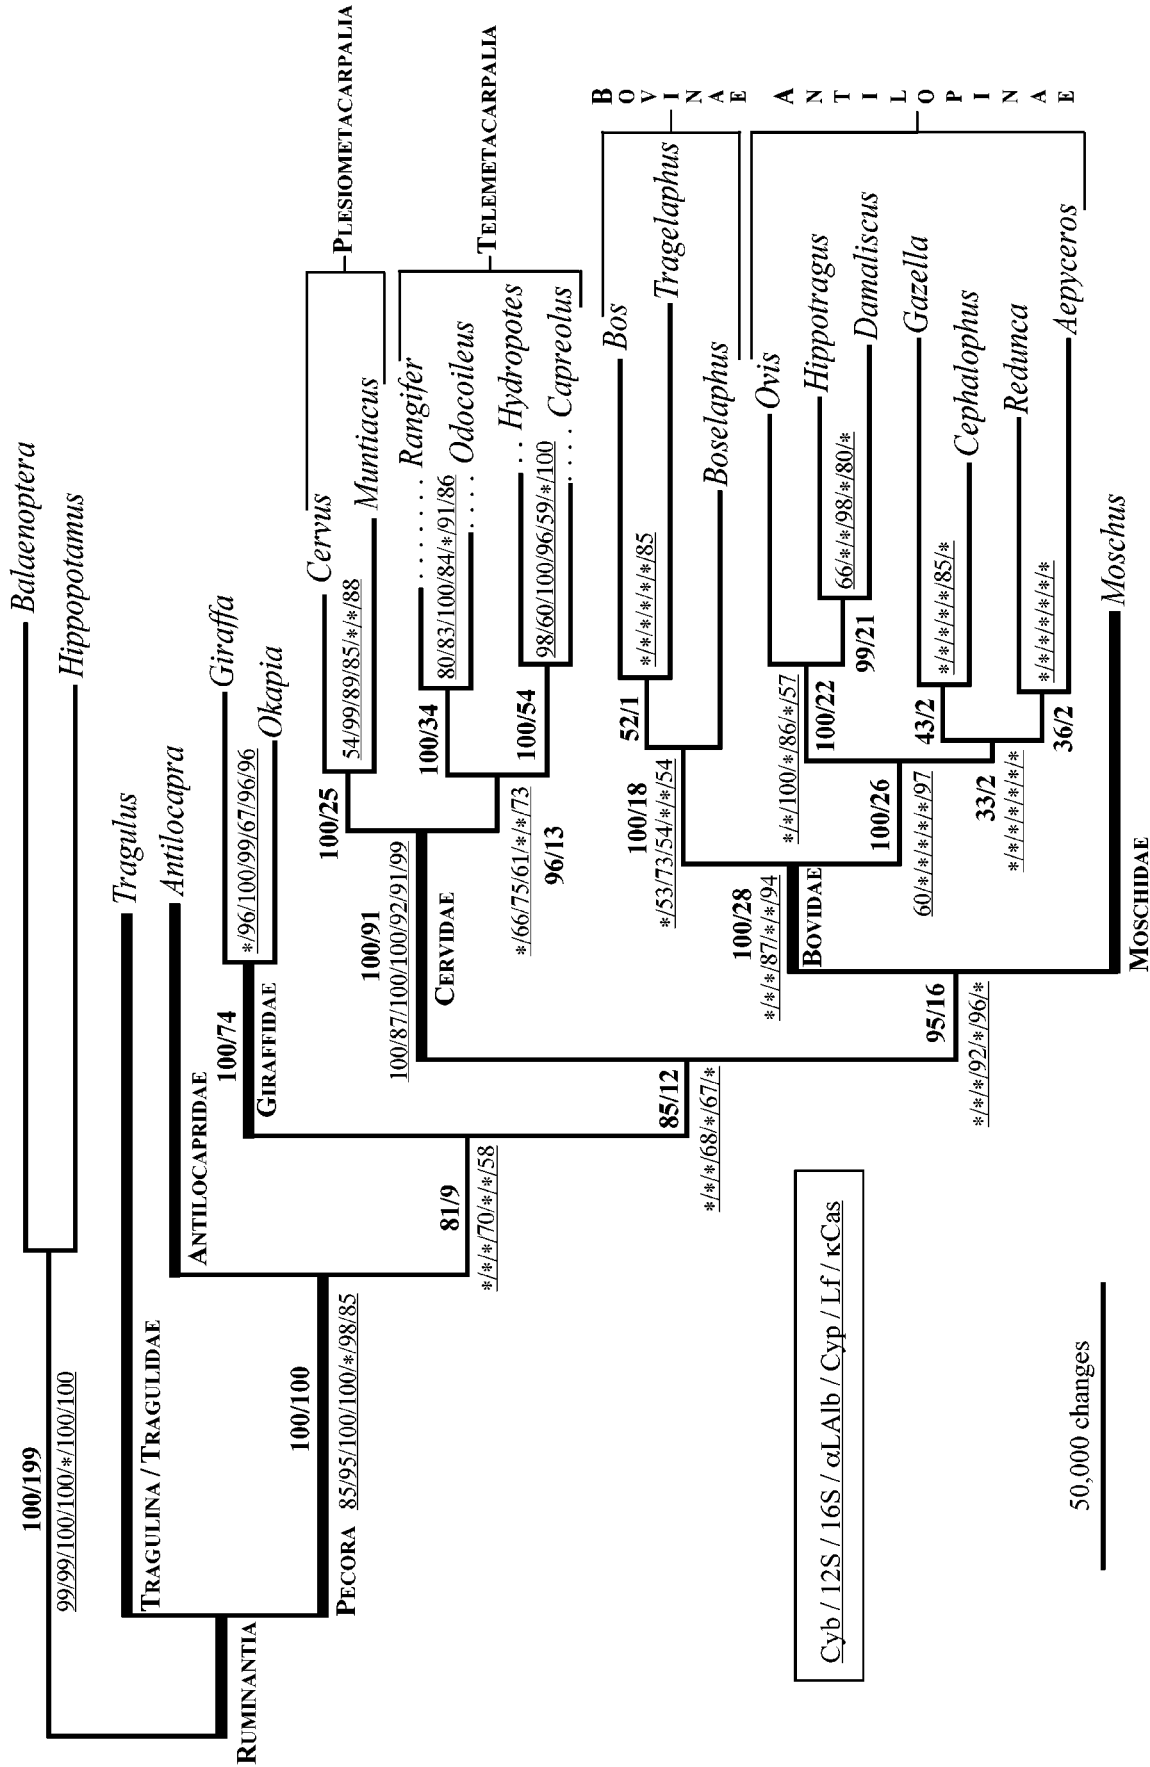 Balaenoptera
Hippopotamus
100/199
99/99/100/100/*/100/100
Tragulus
TRAGULINA / TRAGULIDAE
RUMINANTIA
Antilocapra
ANTILOCAPRIDAE
100/100
PECORA 85/95/100/100/*/98/85
Giraffa
Okapia
*/96/100/99/67/96/96
100/74
GIRAFFIDAE
81/9
*/*/*/70/*/*/58
Cervus
Muntiacus
54/99/89/85/*/*/88
100/25
PLESIOMETACARPALIA
100/91
100/87/100/100/92/91/99
CERVIDAE
Rangifer
Odocoileus
80/83/100/84/*/91/86
100/34
TELEMETACARPALIA
Hydropotes
Capreolus
98/60/100/96/59/*/100
100/54
*/66/75/61/*/*/73
96/13
85/12
*/*/*/68/*/67/*
Bos
Tragelaphus
*/*/*/*/*/*/85
52/1
Boselaphus
BOVINAE
100/18
*/53/73/54/*/*/54
100/28
*/*/*/87/*/*/94
BOVIDAE
Ovis
Hippotragus
Damaliscus
66/*/*/98/*/80/*
99/21
*/*/100/*/86/*/57
100/22
ANTILOPINAE
100/26
60/*/*/*/*/*/97
Gazella
Cephalophus
*/*/*/*/*/85/*
43/2
Redunca
Aepyceros
*/*/*/*/*/*/*
36/2
33/2
*/*/*/*/*/*/*
95/16
*/*/*/92/*/96/*
Moschus
MOSCHIDAE
Cyb / 12S / 16S / αLAlb / Cyp / Lf / κCas
50,000 changes